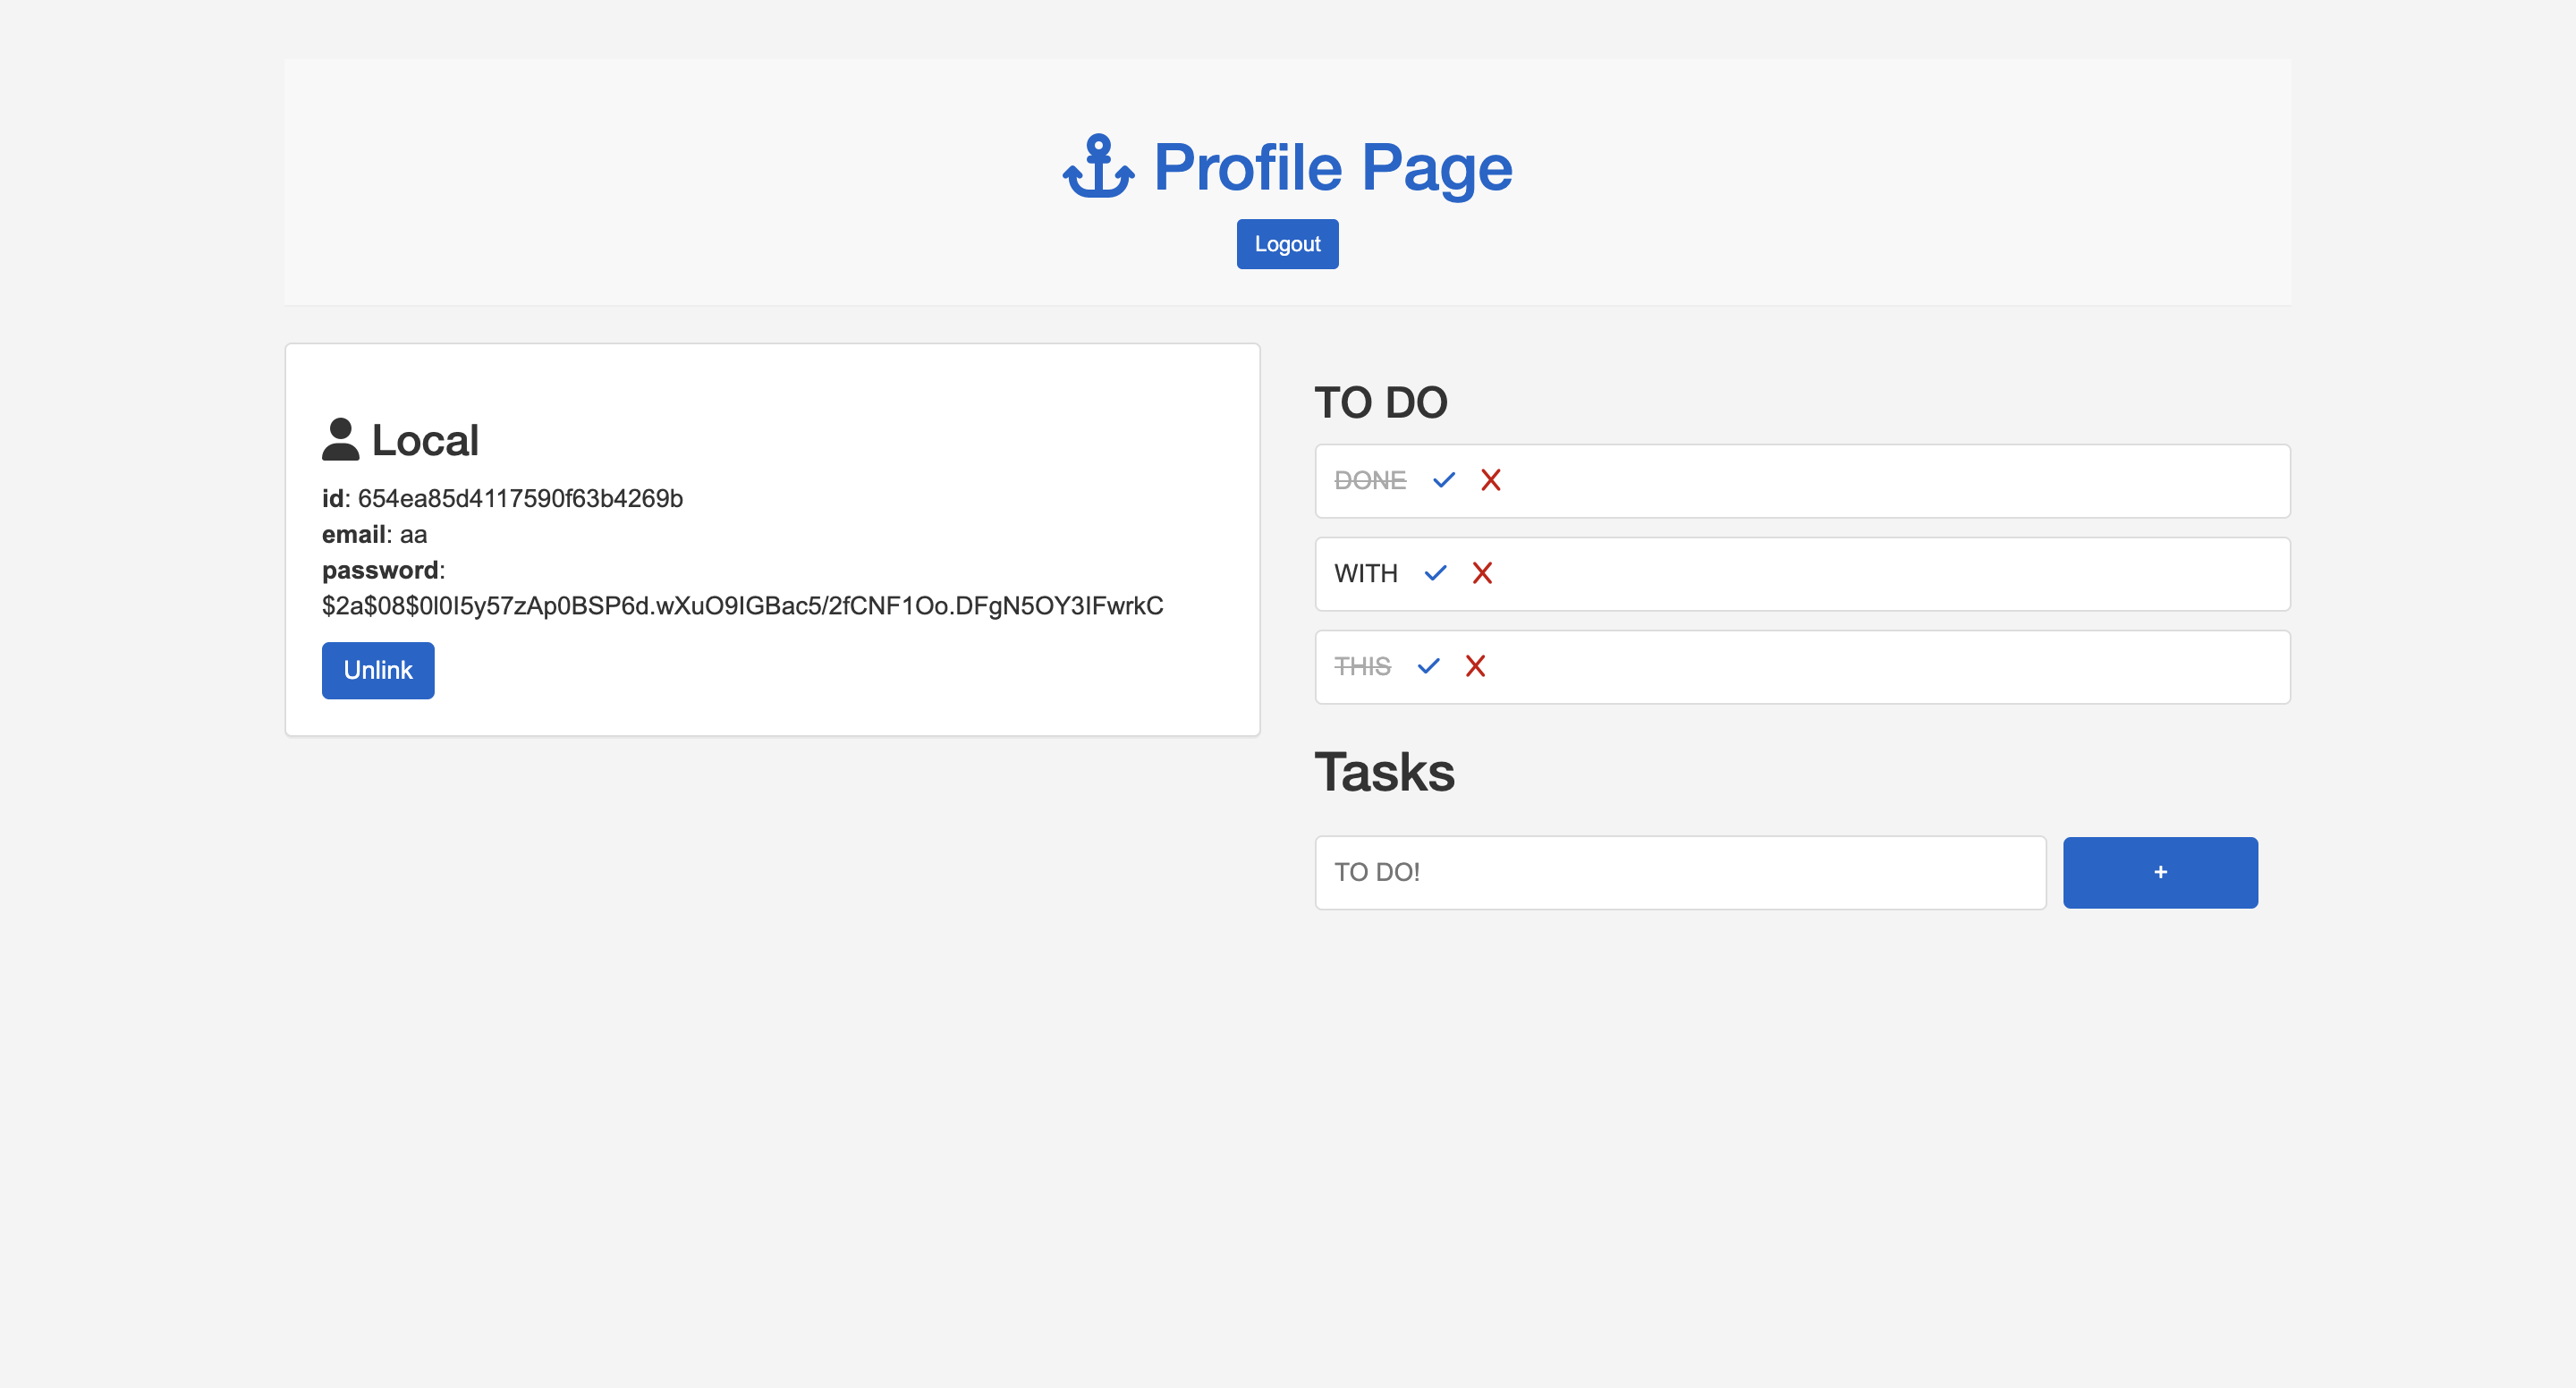 Profile Page
Logout
Local
id: 654ea85d4117590f63b4269b
email: aa
password:
$2a$08$0I0I5y57zAp0BSP6d.wXuO9IGBac5/2fCNF1Oo.DFgN5OY3IFwrkC
Unlink
TO DO
DONE
WITH
THIS
Tasks
TO DO!
+